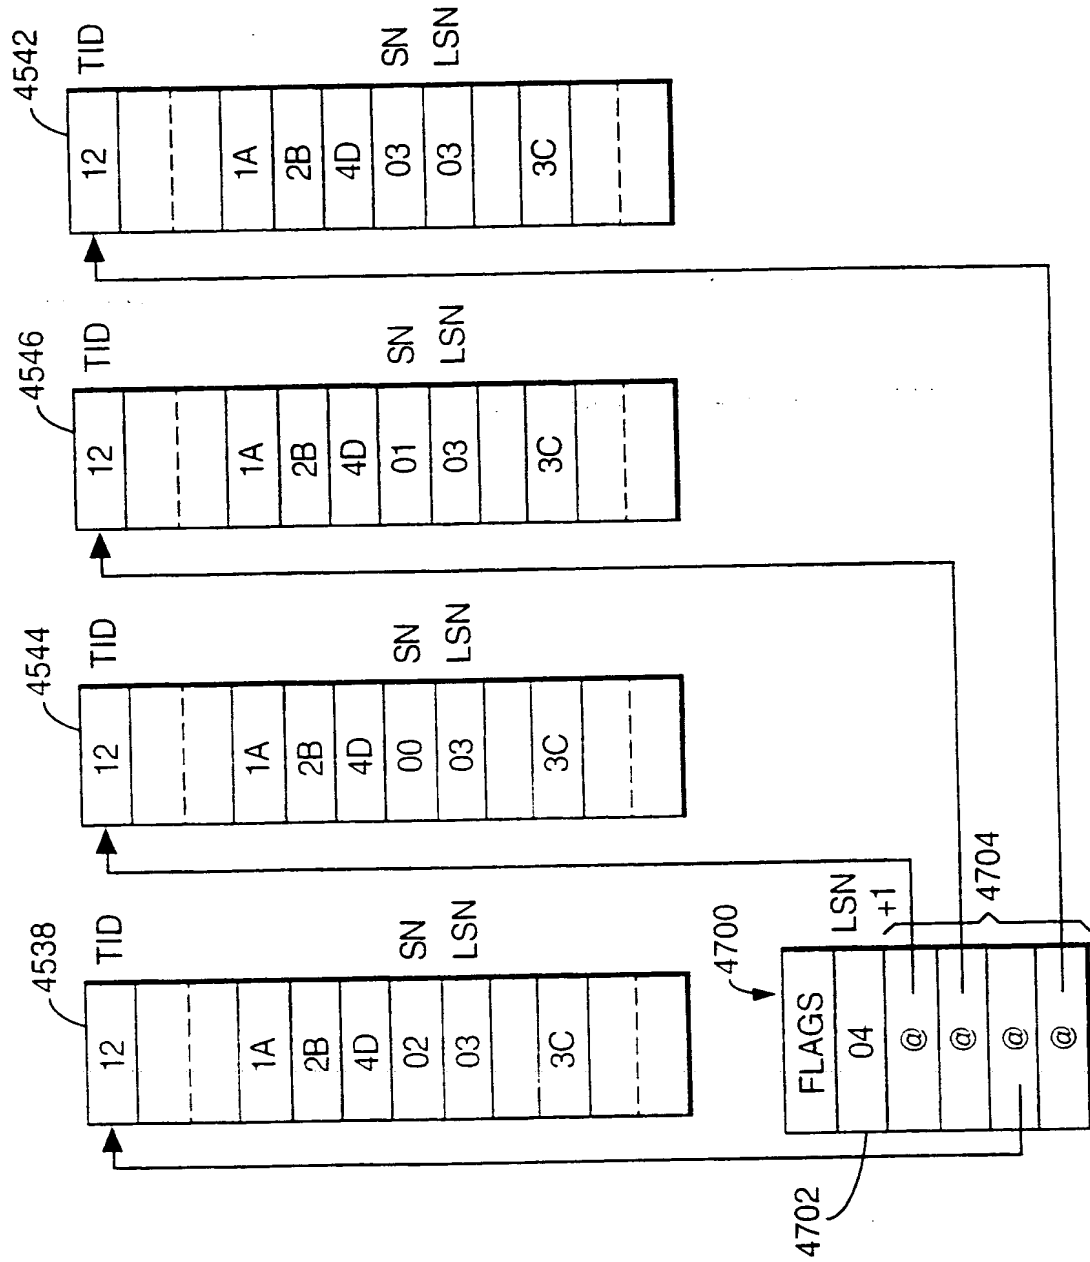 4538
TID
12
1A
2B
4D
02 SN
03 LSN
3C
4544
TID
12
1A
2B
4D
00 SN
03 LSN
3C
4546
TID
12
1A
2B
4D
01 SN
03 LSN
3C
4542
TID
12
1A
2B
4D
03 SN
03 LSN
3C
4700
FLAGS
4702
04 LSN +1
@
@
@
@
4704